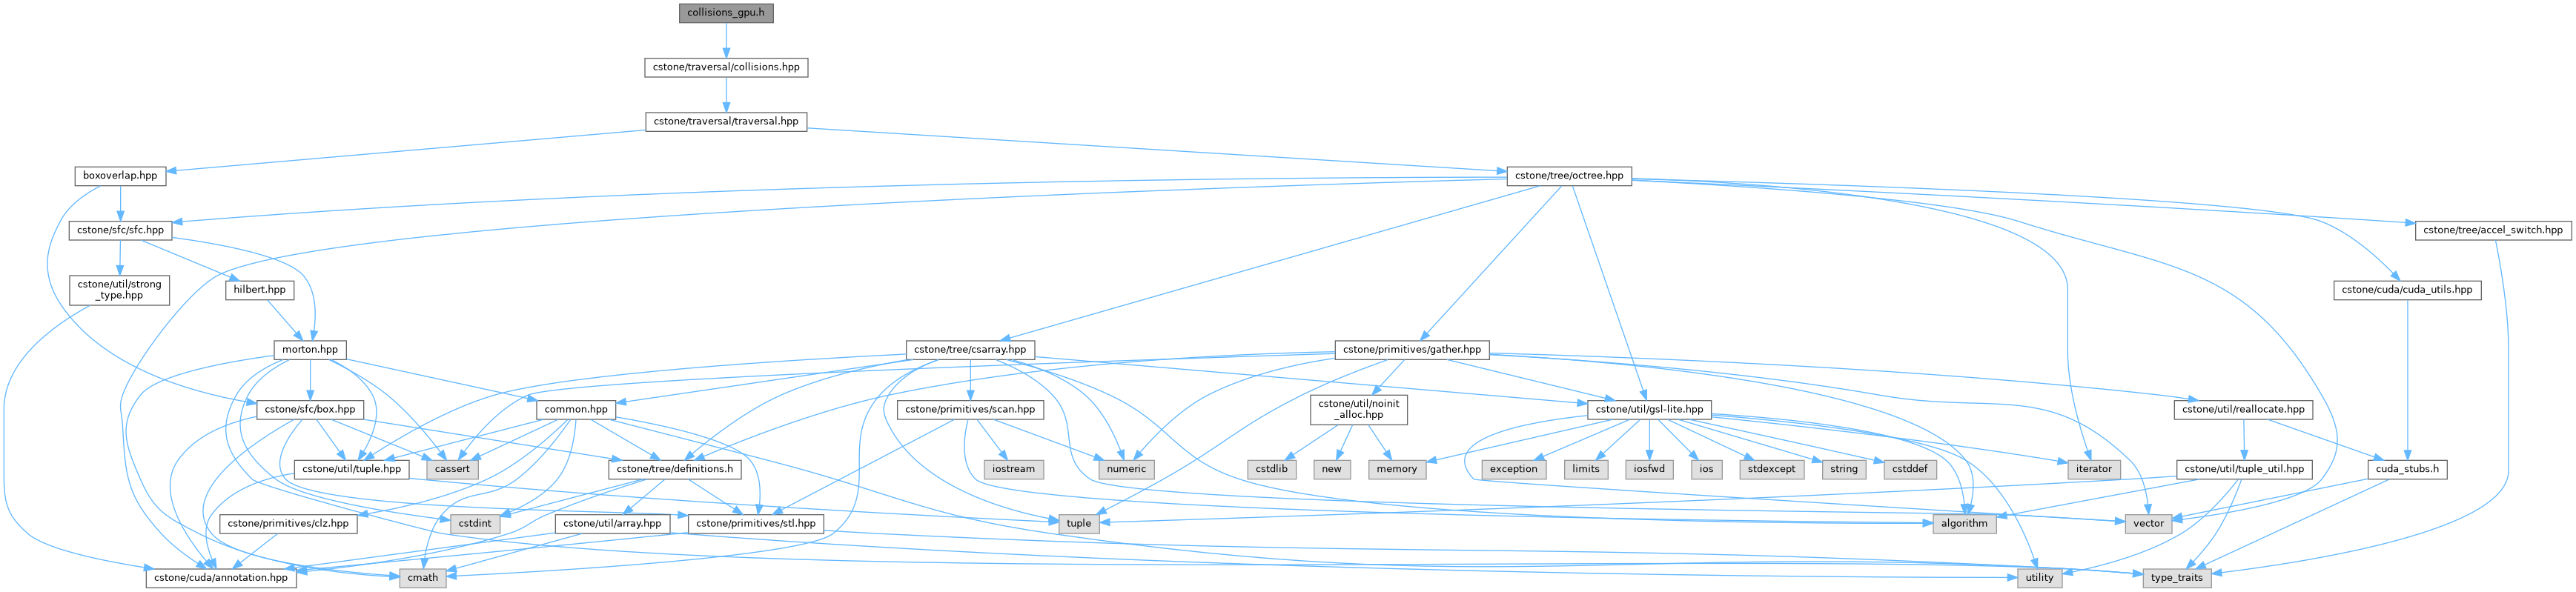 collisions_gpu.h
cstone/traversal/collisions.hpp
cstone/traversal/traversal.hpp
boxoverlap.hpp
cstone/tree/octree.hpp
cstone/sfc/sfc.hpp
cstone/tree/accel_switch.hpp
cstone/util/strong
_type.hpp
hilbert.hpp
cstone/cuda/cuda_utils.hpp
morton.hpp
cstone/tree/csarray.hpp
cstone/primitives/gather.hpp
cstone/sfc/box.hpp
common.hpp
cstone/primitives/scan.hpp
cstone/util/noinit
_alloc.hpp
cstone/util/gsl-lite.hpp
cstone/util/reallocate.hpp
cstone/util/tuple.hpp
cassert
cstone/tree/definitions.h
iostream
numeric
cstdlib
new
memory
exception
limits
iosfwd
ios
stdexcept
string
cstddef
iterator
cstone/util/tuple_util.hpp
cuda_stubs.h
cstone/primitives/clz.hpp
cstdint
cstone/util/array.hpp
cstone/primitives/stl.hpp
tuple
algorithm
vector
cstone/cuda/annotation.hpp
cmath
utility
type_traits